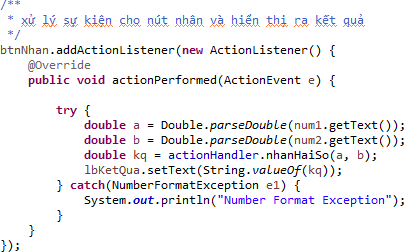 /**
 * xử lý sự kiện cho nút nhân và hiển thi ra kết quả
 */
btnNhan.addActionListener(new ActionListener() {
    @Override
    public void actionPerformed(ActionEvent e) {

        try {
            double a = Double.parseDouble(num1.getText());
            double b = Double.parseDouble(num2.getText());
            double kq = actionHandler.nhanHaiSo(a, b);
            lbKetQua.setText(String.valueOf(kq));
        } catch(NumberFormatException e1) {
            System.out.println("Number Format Exception");
        }
    }
});